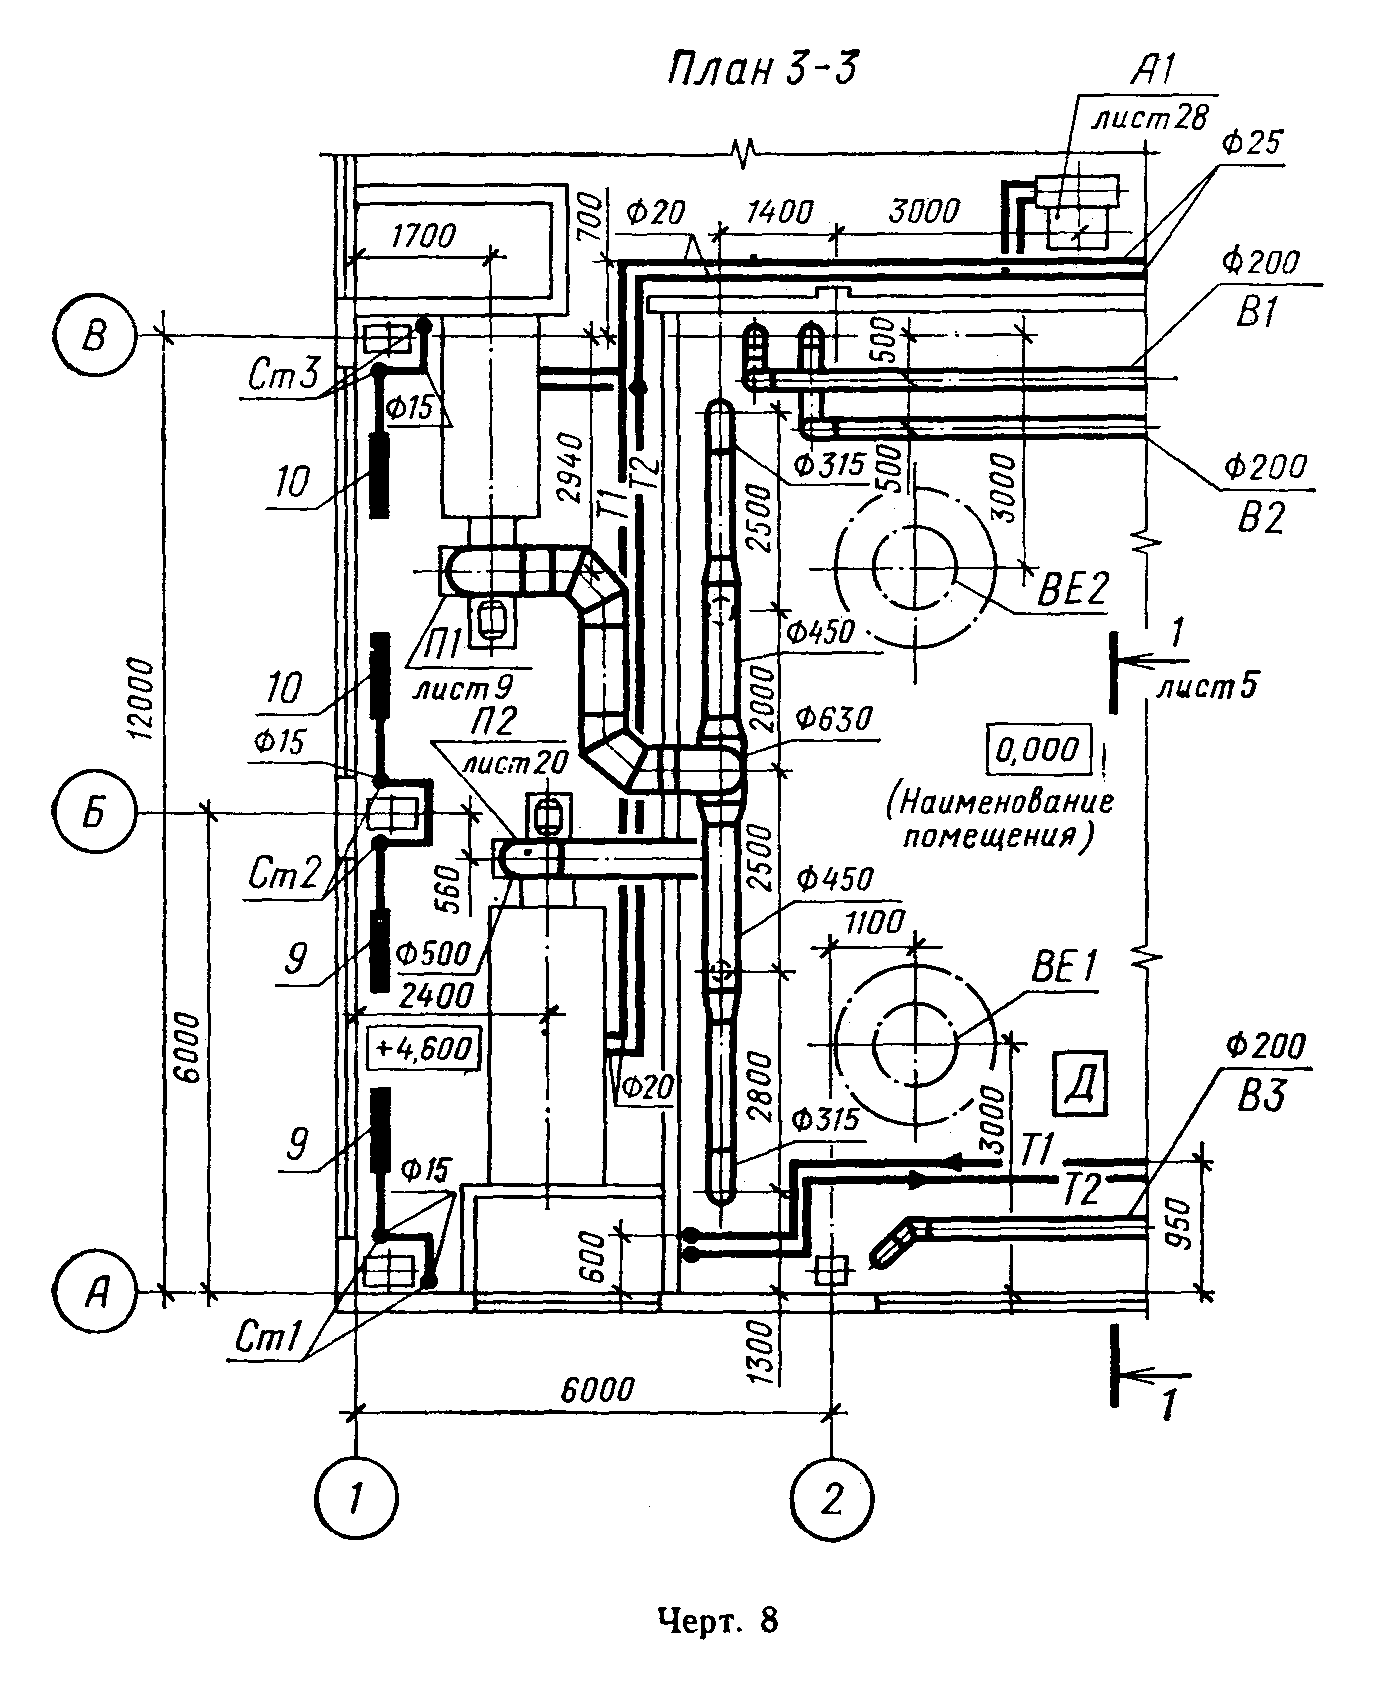 План 3-3
А1
лист 28
Ф25
700
Ф20
1400
3000
1700
Ф200
В1
В
Ст3
Ф15
500
10
2940
Т1
Т2
Ф315
500
3000
Ф200
В2
2500
ВЕ2
П1
лист 9
Ф450
1
лист 5
12000
10
2000
Ф15
П2
лист 20
Ф630
0,000
(Наименование
помещения)
Б
Ст2
560
2500
Ф450
1100
9
Ф500
2400
ВЕ1
6000
+4,600
Ф20
2800
Д
Ф200
В3
9
Ф15
Ф315
3000
Т1
Т2
950
600
А
Ст1
1300
6000
1
1
2
Черт. 8